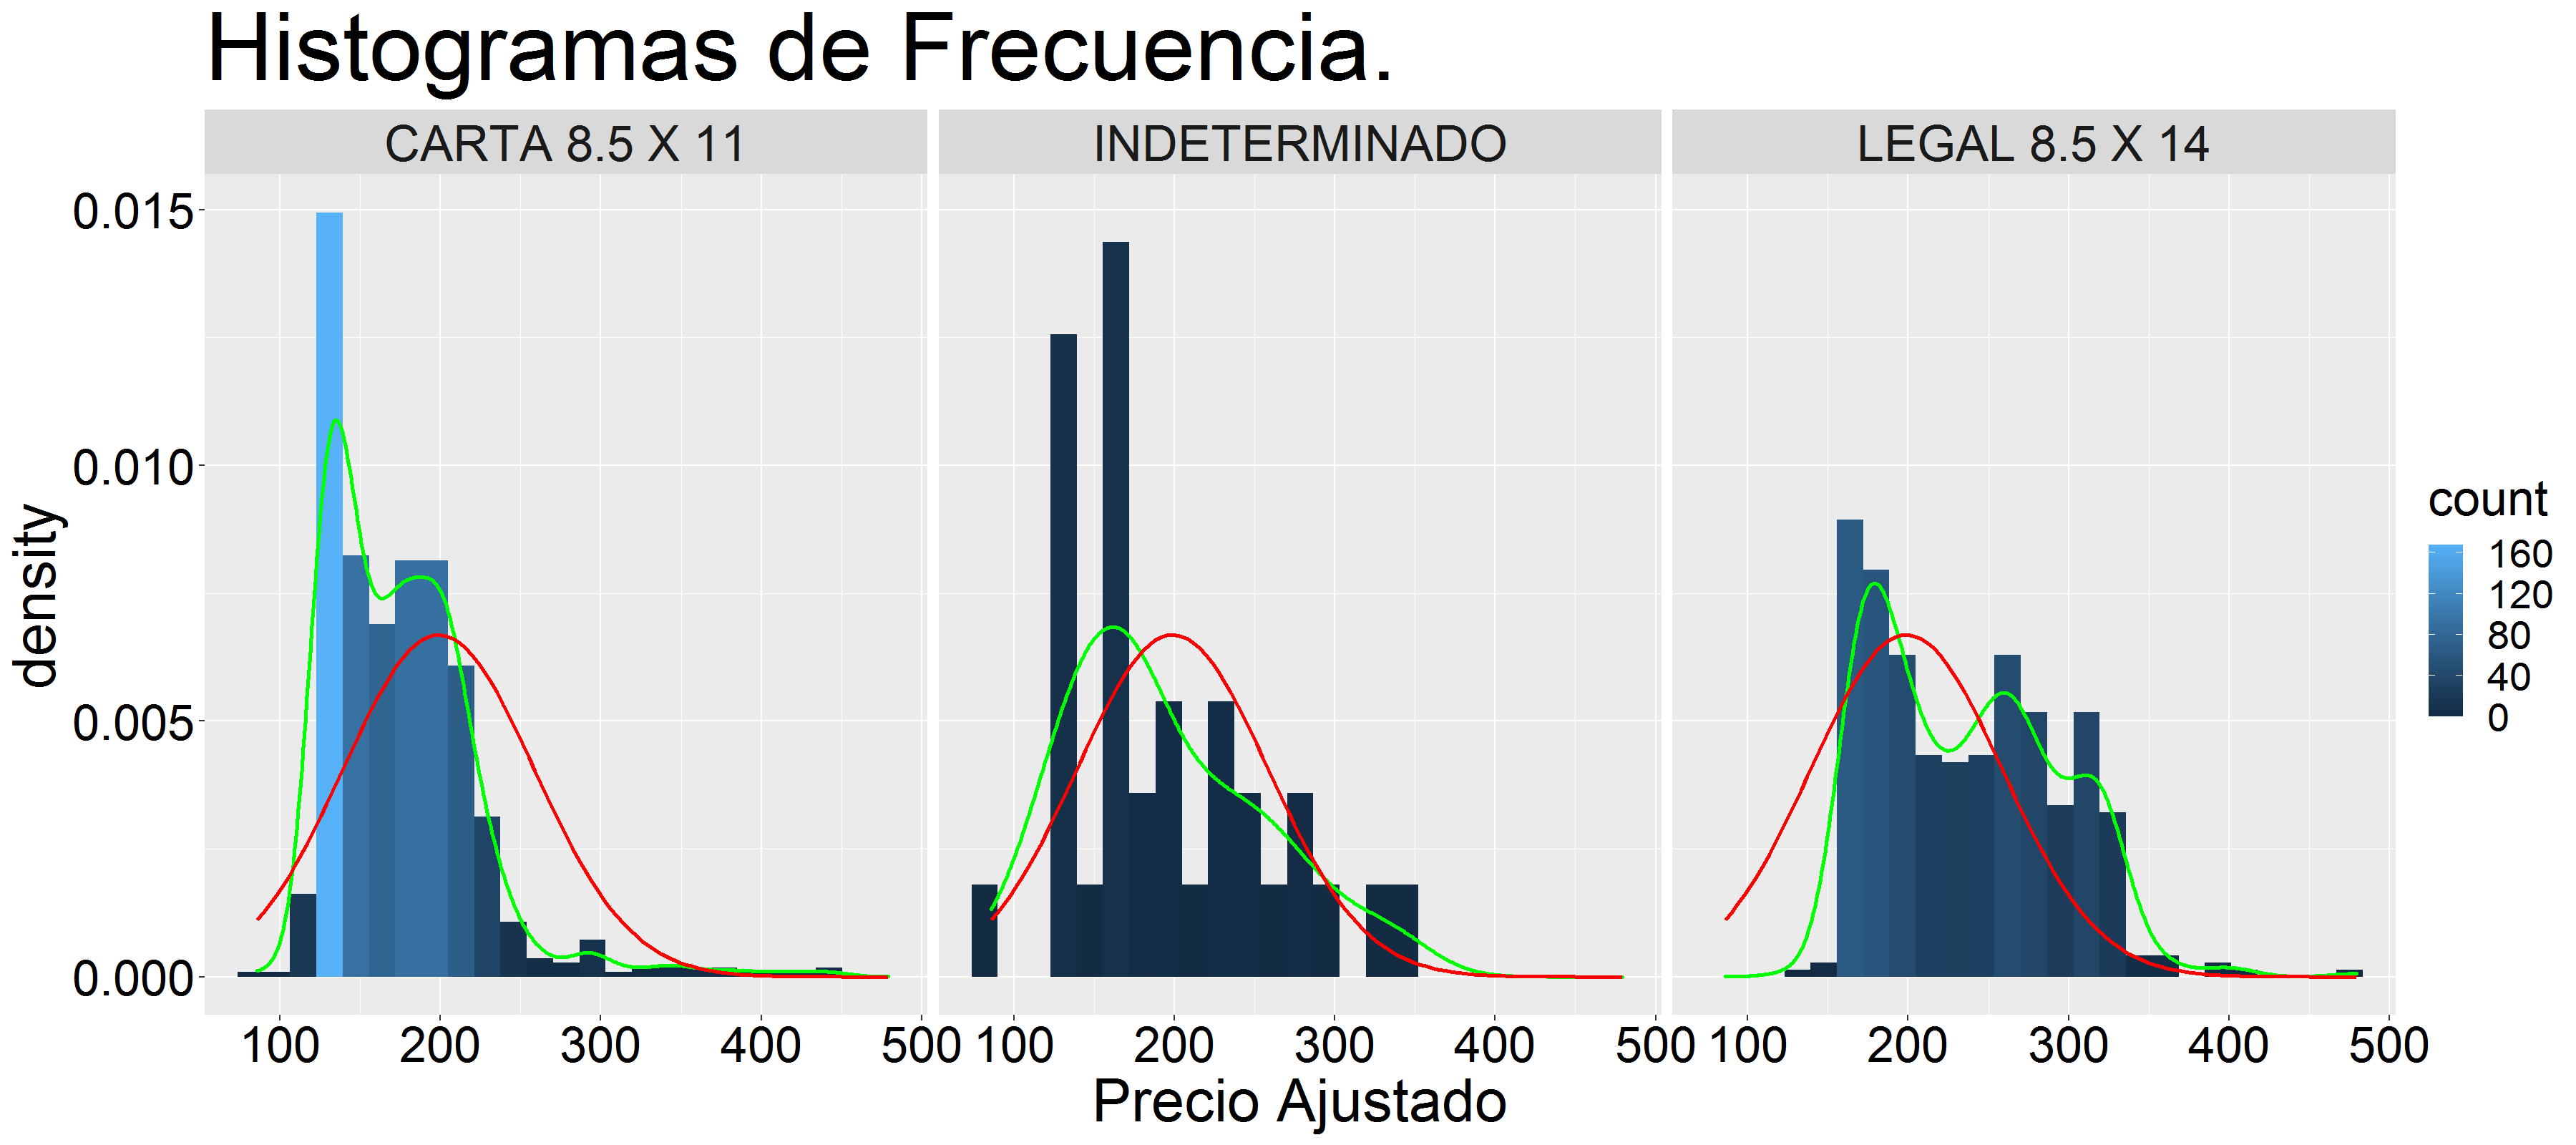 Histogramas de Frecuencia.
CARTA 8.5 X 11
INDETERMINADO
LEGAL 8.5 X 14
0.015
0.010
0.005
0.000
density
100 200 300 400 500
100 200 300 400 500
100 200 300 400 500
Precio Ajustado
count
160
120
80
40
0